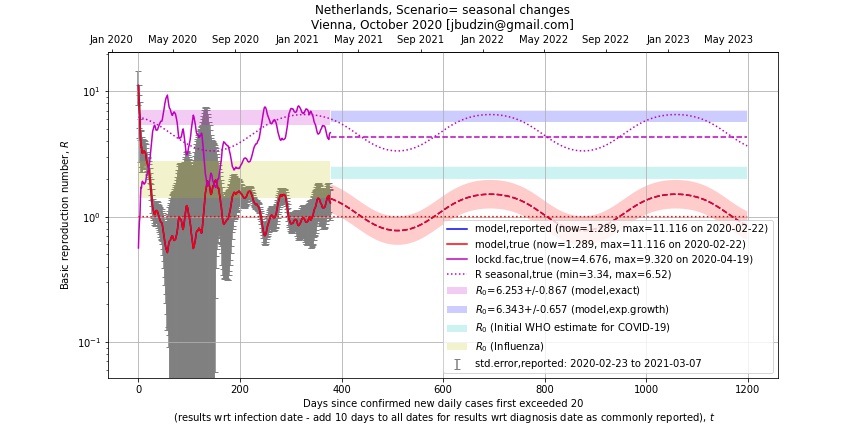 Netherlands, Scenario= seasonal changes
Vienna, October 2020 [jbudzin@gmail.com]
Jan 2020 May 2020 Sep 2020 Jan 2021 May 2021 Sep 2021 Jan 2022 May 2022 Sep 2022 Jan 2023 May 2023
Basic reproduction number, R
10¹
10⁰
10⁻¹
model,reported (now=1.289, max=11.116 on 2020-02-22)
model,true (now=1.289, max=11.116 on 2020-02-22)
lockd.fac,true (now=4.676, max=9.320 on 2020-04-19)
R seasonal,true (min=3.34, max=6.52)
R₀=6.253+/-0.867 (model,exact)
R₀=6.343+/-0.657 (model,exp.growth)
R₀ (Initial WHO estimate for COVID-19)
R₀ (Influenza)
std.error,reported: 2020-02-23 to 2021-03-07
0 200 400 600 800 1000 1200
Days since confirmed new daily cases first exceeded 20
(results wrt infection date - add 10 days to all dates for results wrt diagnosis date as commonly reported), t